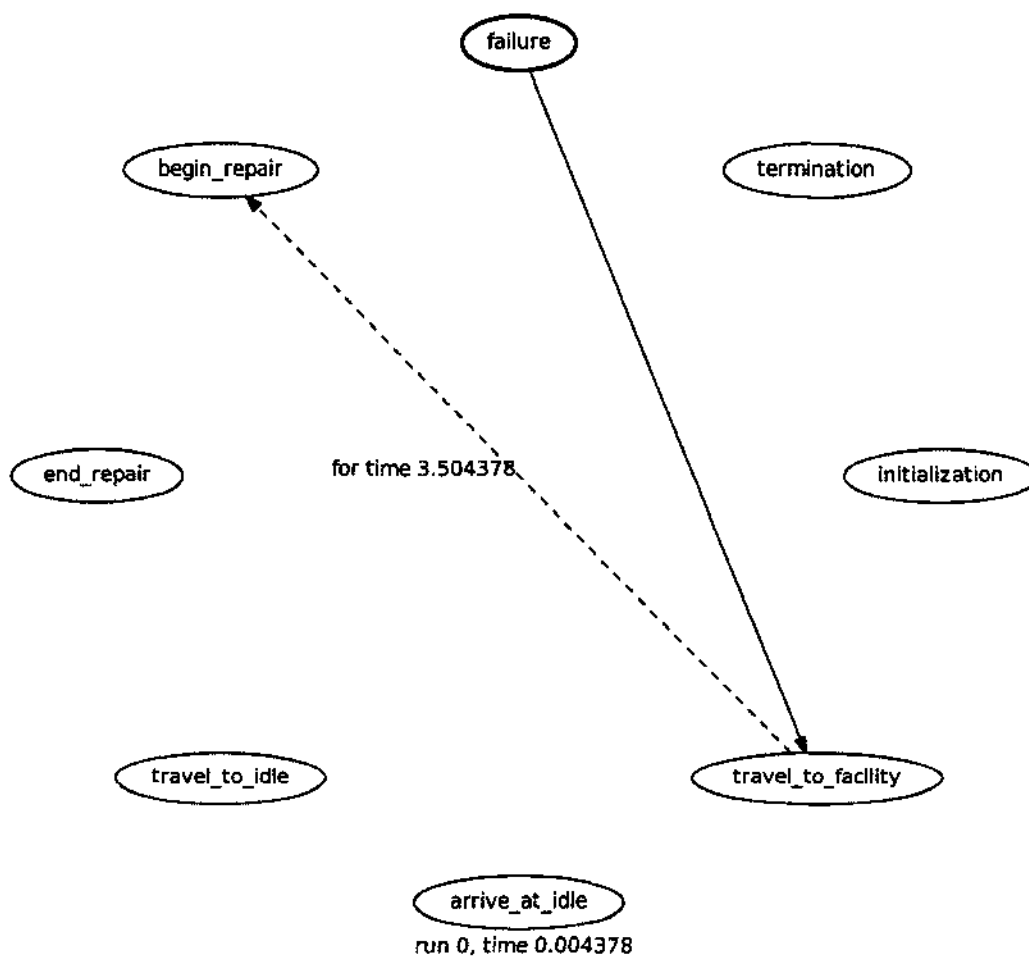 failure
begin_repair
termination
for time 3.504378
end_repair
initialization
travel_to_idle
travel_to_facility
arrive_at_idle
run 0, time 0.004378